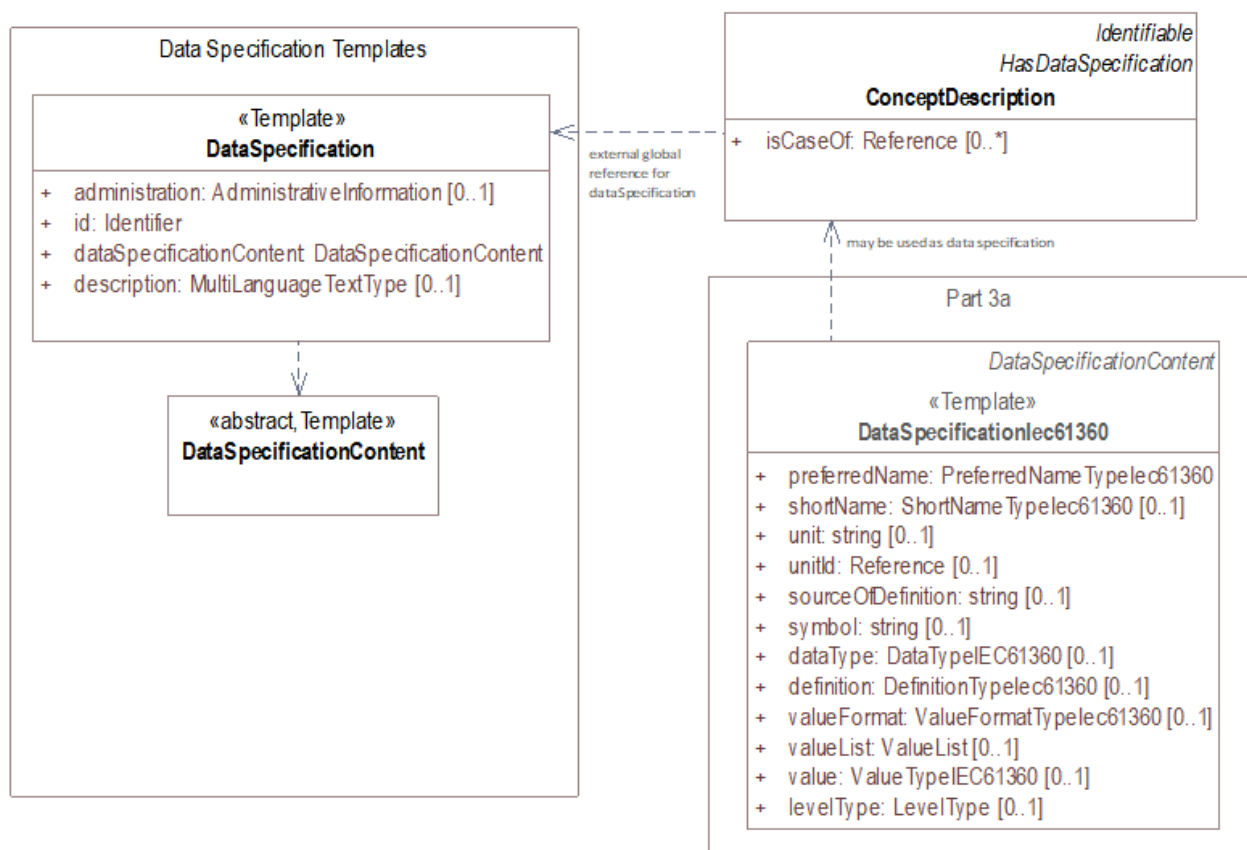 Data Specification Templates
«Template»
DataSpecification
+ administration: AdministrativeInformation [0..1]
+ id: Identifier
+ dataSpecificationContent: DataSpecificationContent
+ description: MultiLanguageTextType [0..1]
«abstract,Template»
DataSpecificationContent
external global
reference for
dataSpecification
Identifiable
HasDataSpecification
ConceptDescription
+ isCaseOf: Reference [0..*]
may be used as data specification
Part 3a
DataSpecificationContent
«Template»
DataSpecificationIec61360
+ preferredName: PreferredNameTypeIec61360
+ shortName: ShortNameTypeIec61360 [0..1]
+ unit: string [0..1]
+ unitId: Reference [0..1]
+ sourceOfDefinition: string [0..1]
+ symbol: string [0..1]
+ dataType: DataTypeIEC61360 [0..1]
+ definition: DefinitionTypeIec61360 [0..1]
+ valueFormat: ValueFormatTypeIec61360 [0..1]
+ valueList: ValueList [0..1]
+ value: ValueTypeIEC61360 [0..1]
+ levelType: LevelType [0..1]